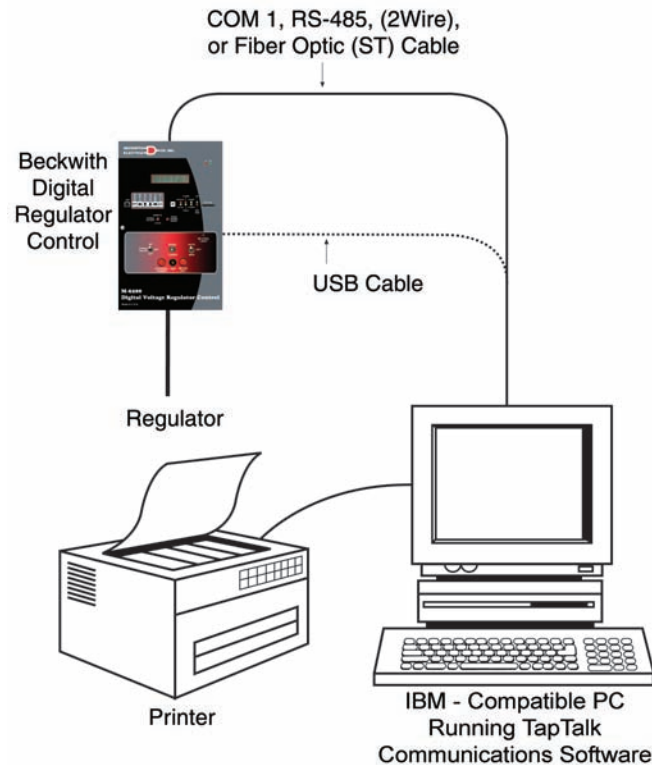 COM 1, RS-485, (2Wire),
or Fiber Optic (ST) Cable
Beckwith
Digital
Regulator
Control
USB Cable
M-6200
Digital Voltage Regulator Control
Regulator
Printer
IBM - Compatible PC
Running TapTalk
Communications Software